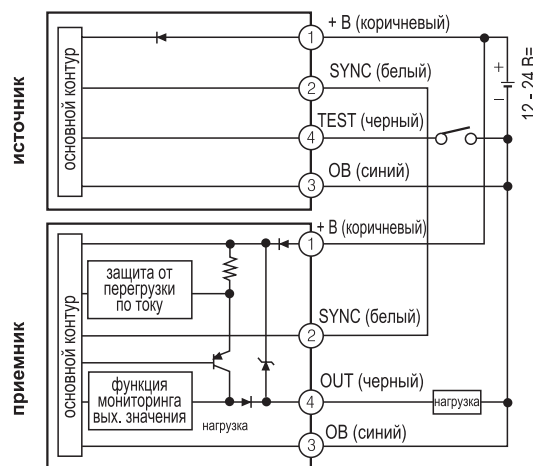 источник
основной контур
1
+ В (коричневый)
2
SYNC (белый)
4
TEST (черный)
3
ОВ (синий)
+
−
12 - 24 В=
приемник
основной контур
защита от
перегрузки
по току
функция
мониторинга
вых. значения
нагрузка
1
+ В (коричневый)
2
SYNC (белый)
4
OUT (черный)
нагрузка
3
ОВ (синий)